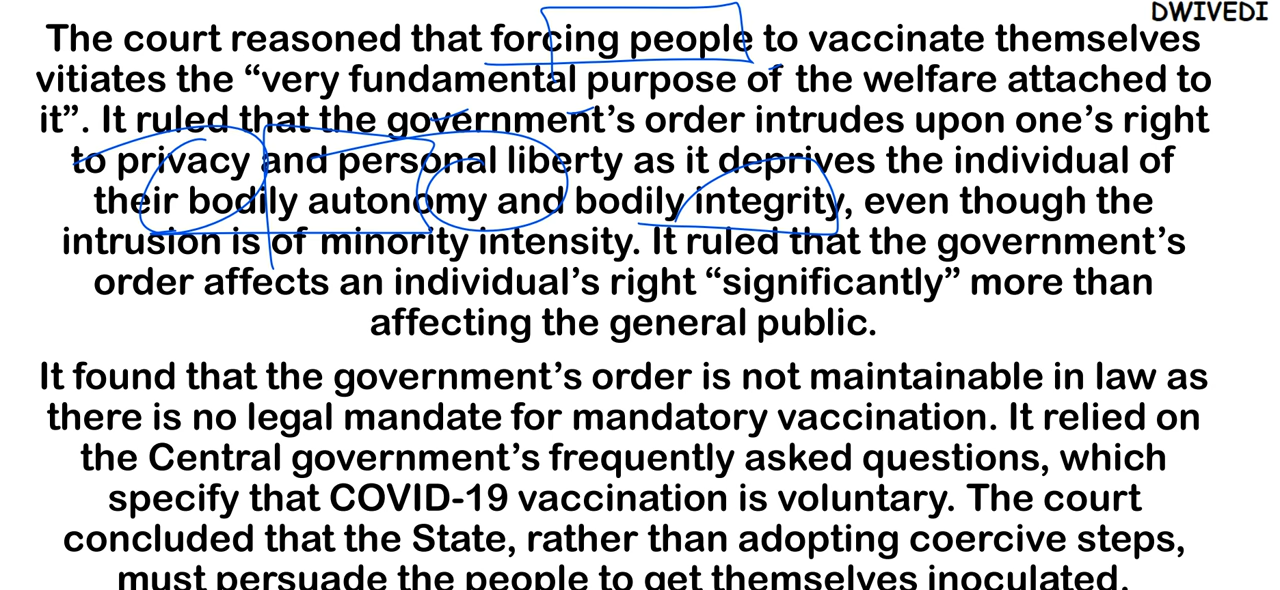 DWIVEDI
The court reasoned that forcing people to vaccinate themselves
vitiates the “very fundamental purpose of the welfare attached to
it”. It ruled that the government’s order intrudes upon one’s right
to privacy and personal liberty as it deprives the individual of
their bodily autonomy and bodily integrity, even though the
intrusion is of minority intensity. It ruled that the government’s
order affects an individual’s right “significantly” more than
affecting the general public.
It found that the government’s order is not maintainable in law as
there is no legal mandate for mandatory vaccination. It relied on
the Central government’s frequently asked questions, which
specify that COVID-19 vaccination is voluntary. The court
concluded that the State, rather than adopting coercive steps,
must persuade the people to get themselves inoculated.